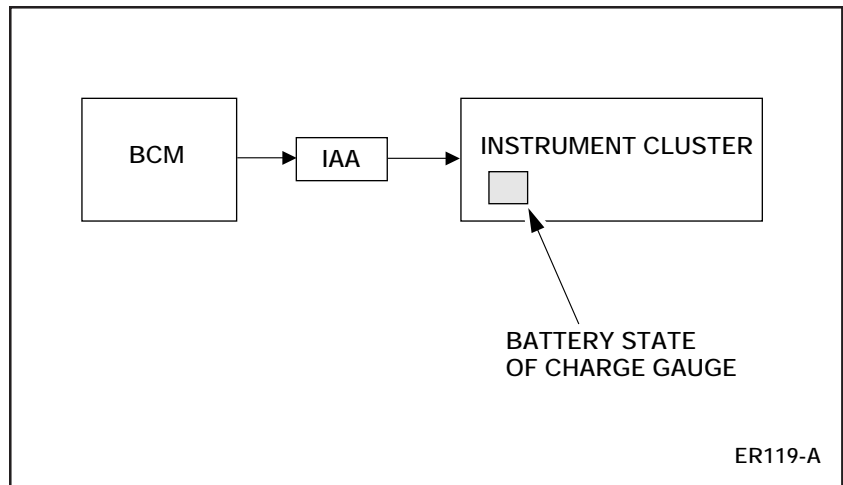 BCM
IAA
INSTRUMENT CLUSTER
BATTERY STATE
OF CHARGE GAUGE
ER119-A